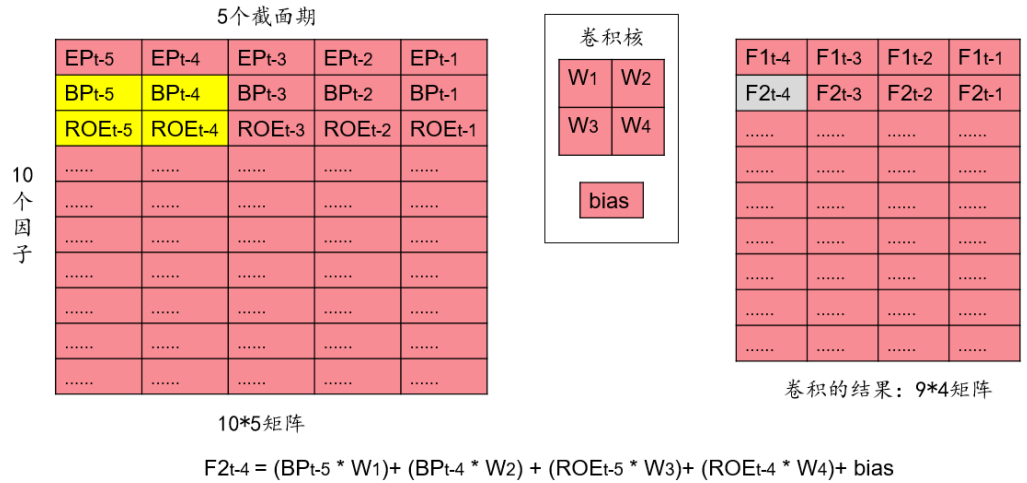 5个截面期
EPt-5 EPt-4 EPt-3 EPt-2 EPt-1
BPt-5 BPt-4 BPt-3 BPt-2 BPt-1
ROEt-5 ROEt-4 ROEt-3 ROEt-2 ROEt-1
...... ...... ...... ...... ......
...... ...... ...... ...... ......
...... ...... ...... ...... ......
...... ...... ...... ...... ......
...... ...... ...... ...... ......
...... ...... ...... ...... ......
...... ...... ...... ...... ......
10个因子
10*5矩阵
卷积核
W1 W2
W3 W4
bias
F1t-4 F1t-3 F1t-2 F1t-1
F2t-4 F2t-3 F2t-2 F2t-1
...... ...... ...... ......
...... ...... ...... ......
...... ...... ...... ......
...... ...... ...... ......
...... ...... ...... ......
...... ...... ...... ......
...... ...... ...... ......
卷积的结果：9*4矩阵
F2t-4 = (BPt-5 * W1)+ (BPt-4 * W2) + (ROEt-5 * W3)+ (ROEt-4 * W4)+ bias